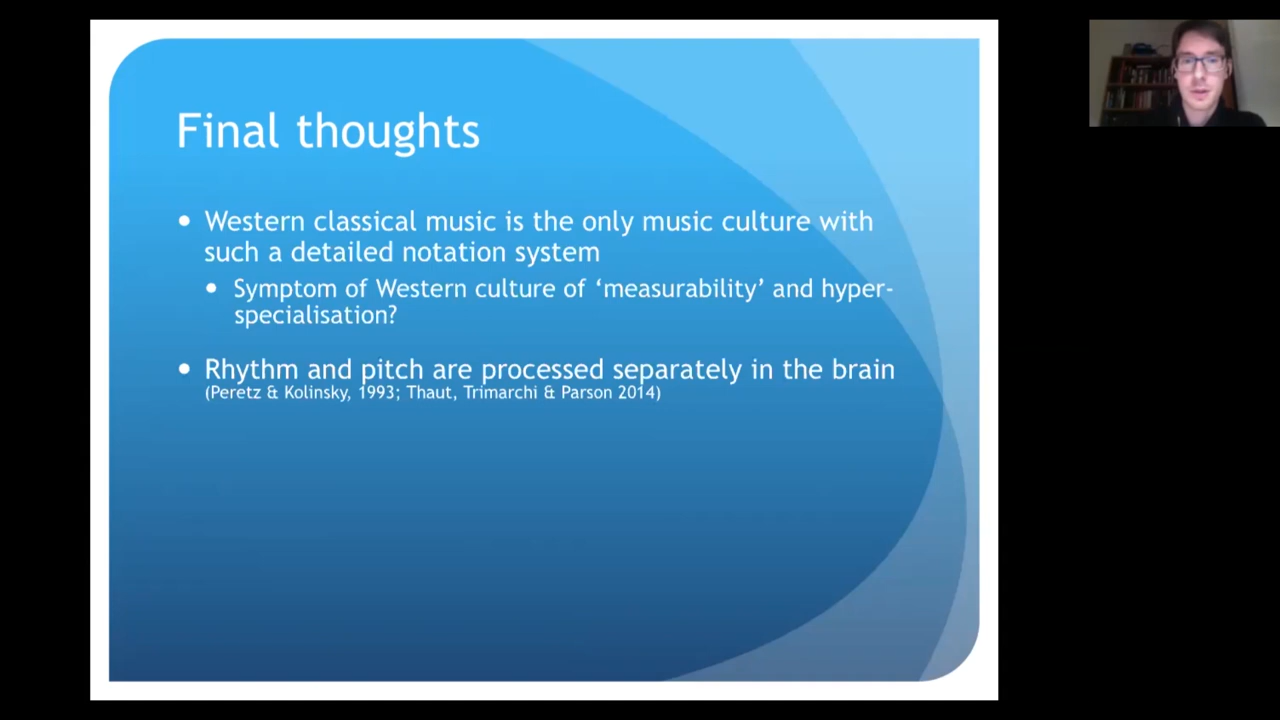 Final thoughts
• Western classical music is the only music culture with
such a detailed notation system
• Symptom of Western culture of ‘measurability’ and hyper-
specialisation?
• Rhythm and pitch are processed separately in the brain
(Peretz & Kolinsky, 1993; Thaut, Trimarchi & Parson 2014)